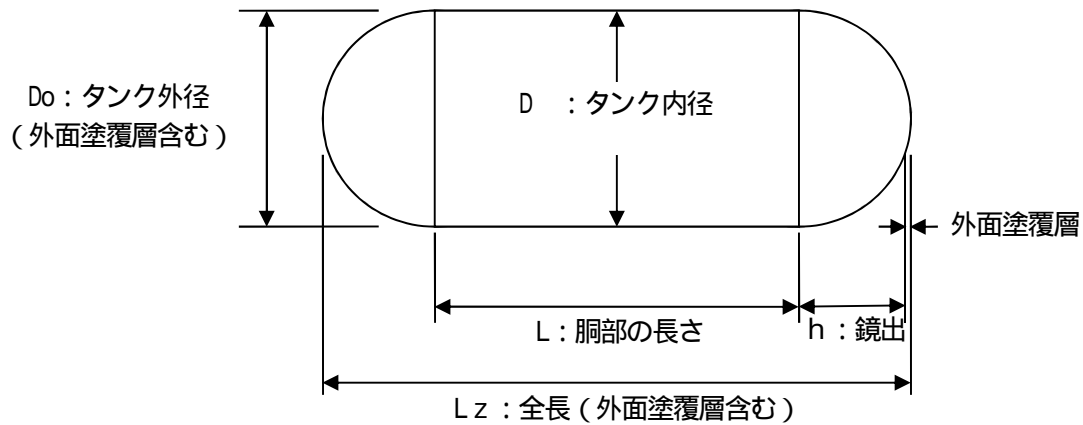 Do：タンク外径
（外面塗覆層含む）
D　：タンク内径
外面塗覆層
L：胴部の長さ
h：鏡出
Lz：全長（外面塗覆層含む）